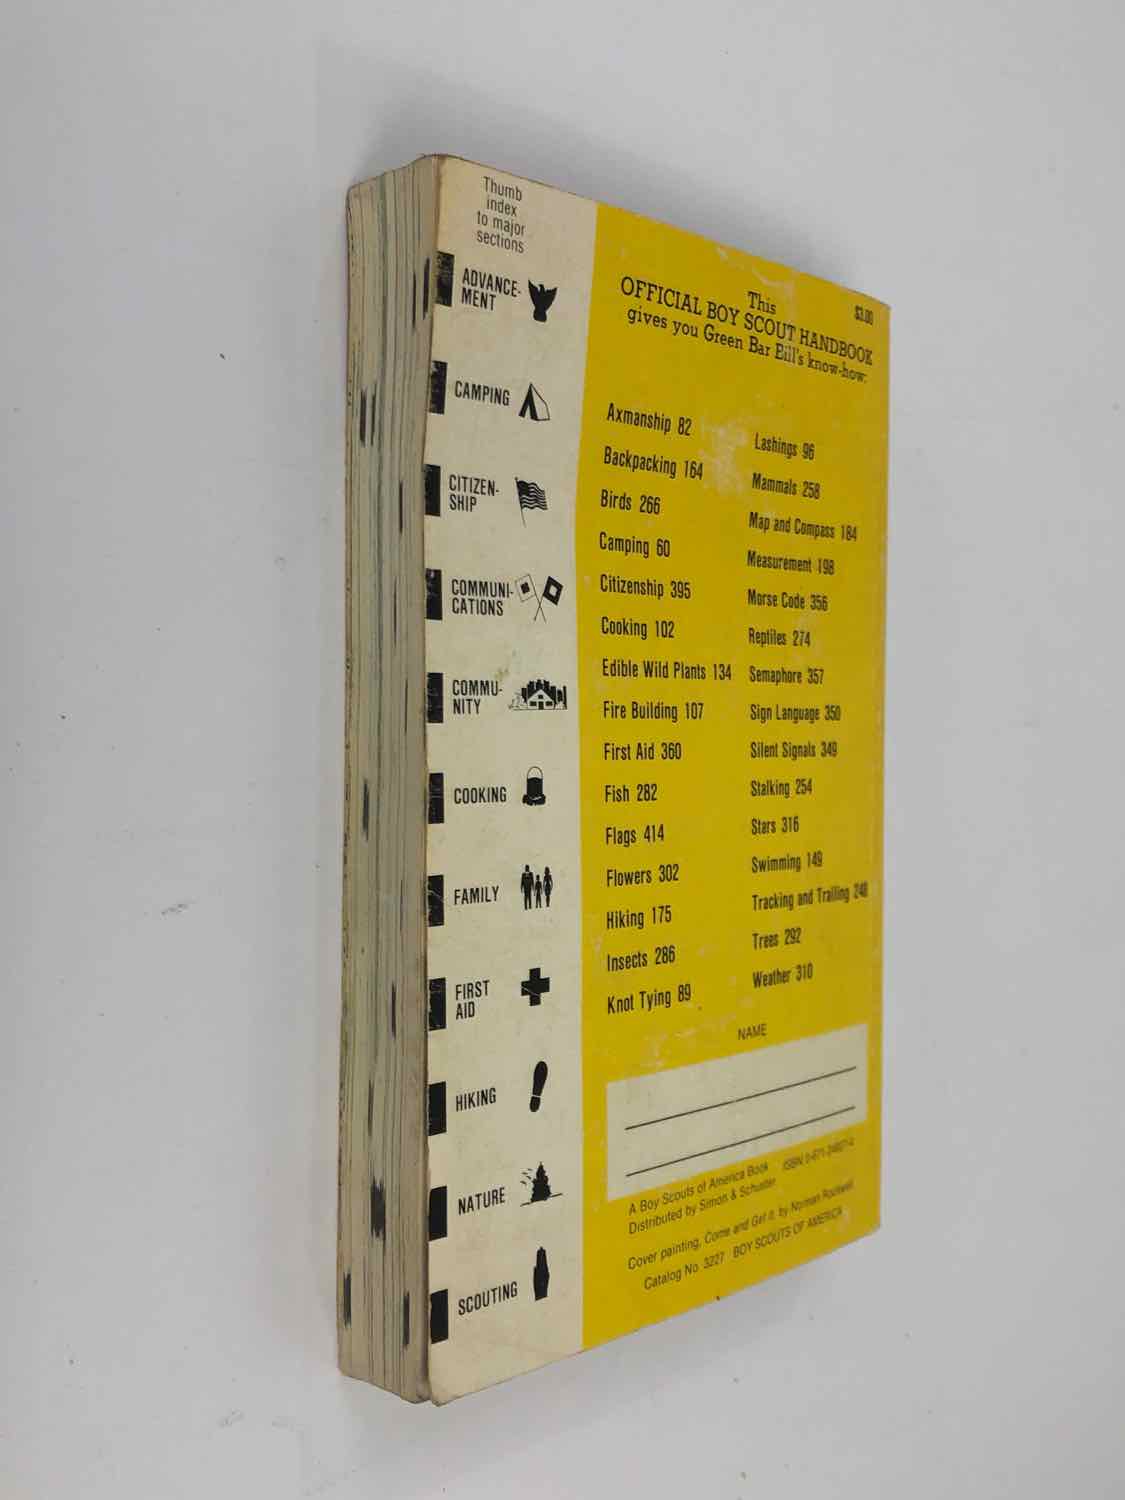 Thumb
index
to major
sections
ADVANCE-
MENT
CAMPING
CITIZEN-
SHIP
COMMUNI-
CATIONS
COMMU-
NITY
COOKING
FAMILY
FIRST
AID
HIKING
NATURE
SCOUTING
$3.00
This
OFFICIAL BOY SCOUT HANDBOOK
gives you Green Bar Bill's know-how:
Axmanship 82
Backpacking 164
Birds 266
Camping 60
Citizenship 395
Cooking 102
Edible Wild Plants 134
Fire Building 107
First Aid 360
Fish 282
Flags 414
Flowers 302
Hiking 175
Insects 286
Knot Tying 89
Lashings 96
Mammals 258
Map and Compass 184
Measurement 198
Morse Code 356
Reptiles 274
Semaphore 357
Sign Language 350
Silent Signals 349
Stalking 254
Stars 316
Swimming 149
Tracking and Trailing 248
Trees 292
Weather 310
NAME
A Boy Scouts of America Book
Distributed by Simon & Schuster
ISBN
Cover painting, Come and Get it, by Norman Rockwell
Catalog No. 3227 BOY SCOUTS OF AMERICA